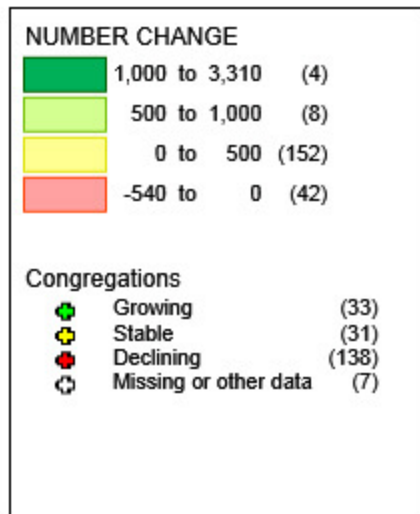 NUMBER CHANGE
1,000 to 3,310 (4)
500 to 1,000 (8)
0 to 500 (152)
-540 to 0 (42)
Congregations
Growing (33)
Stable (31)
Declining (138)
Missing or other data (7)